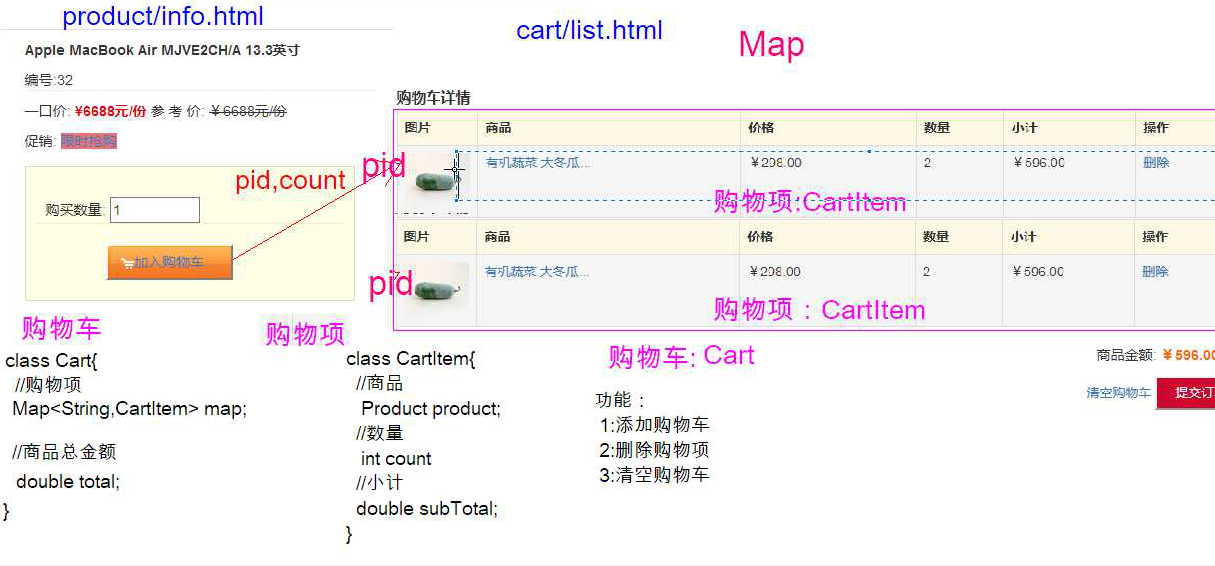 product/info.html
cart/list.html
Map
Apple MacBook Air MJVE2CH/A 13.3英寸
编号:32
一口价: ¥6688元/份 参 考 价: ¥6688元/份
促销: 限时抢购
pid,count
购买数量: 1
加入购物车
购物车详情
图片 商品 价格 数量 小计 操作
pid 有机蔬菜 大冬瓜... ¥298.00 2 ¥596.00 删除
购物项:CartItem
图片 商品 价格 数量 小计 操作
pid 有机蔬菜 大冬瓜... ¥298.00 2 ¥596.00 删除
购物项：CartItem
购物车: Cart
商品金额: ¥596.00
清空购物车 提交订
购物车
class Cart{
//购物项
Map<String,CartItem> map;
//商品总金额
double total;
}
购物项
class CartItem{
//商品
Product product;
//数量
int count
//小计
double subTotal;
}
功能：
1:添加购物车
2:删除购物项
3:清空购物车